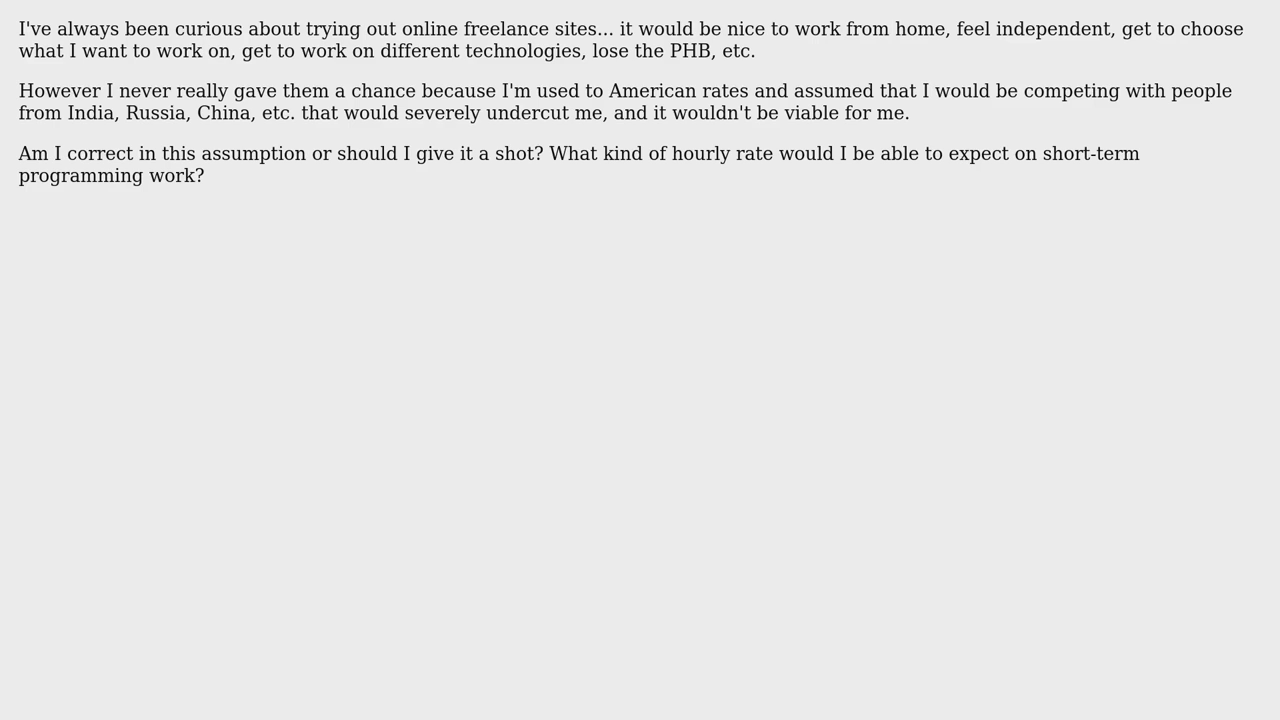 I've always been curious about trying out online freelance sites... it would be nice to work from home, feel independent, get to choose
what I want to work on, get to work on different technologies, lose the PHB, etc.
However I never really gave them a chance because I'm used to American rates and assumed that I would be competing with people
from India, Russia, China, etc. that would severely undercut me, and it wouldn't be viable for me.
Am I correct in this assumption or should I give it a shot? What kind of hourly rate would I be able to expect on short-term
programming work?